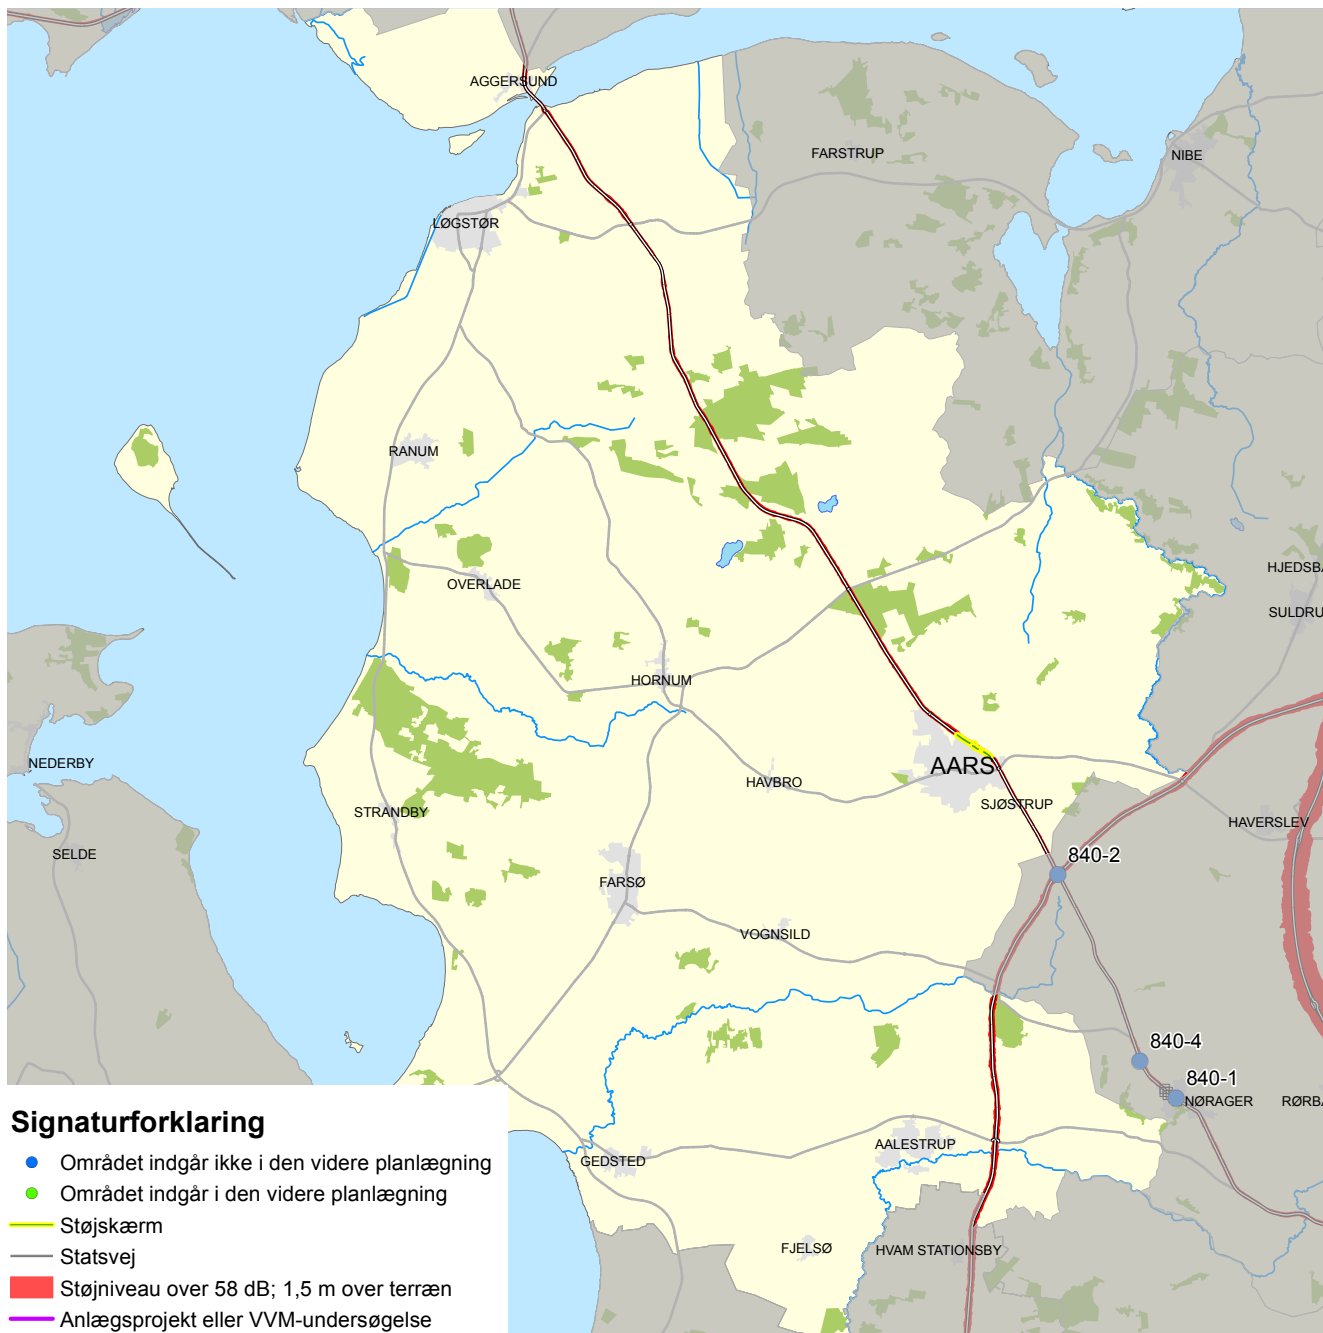 AGGERSUND
FARSTRUP
NIBE
LØGSTØR
RANUM
HJEDSBA
OVERLADE
SULDRU
HORNUM
NEDERBY
AARS
HAVBRO
SJØSTRUP
STRANDBY
HAVERSLEV
SELDE
840-2
FARSØ
VOGNSILD
840-4
840-1
NØRAGER
RØRBA
AALESTRUP
GEDSTED
FJELSØ
HVAM STATIONSBY
Signaturforklaring
Området indgår ikke i den videre planlægning
Området indgår i den videre planlægning
Støjskærm
Statsvej
Støjniveau over 58 dB; 1,5 m over terræn
Anlægsprojekt eller VVM-undersøgelse